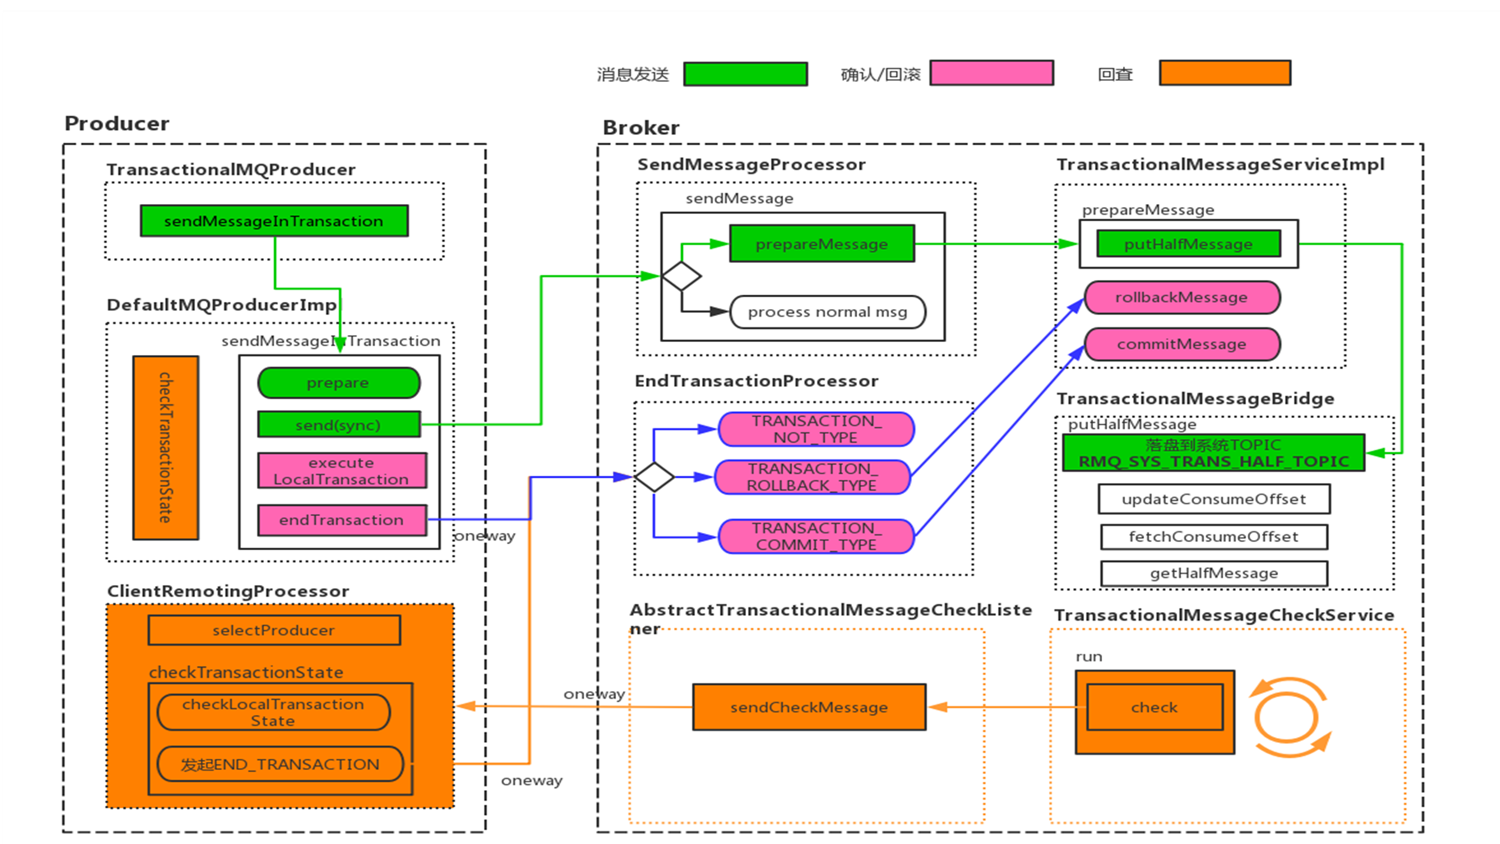 消息发送
确认/回滚
回查
Producer
TransactionalMQProducer
sendMessageInTransaction
DefaultMQProducerImpl
sendMessageInTransaction
checkTransactionState
prepare
send(sync)
execute
LocalTransaction
endTransaction
oneway
ClientRemotingProcessor
selectProducer
checkTransactionState
checkLocalTransaction
State
发起END_TRANSACTION
oneway
oneway
Broker
SendMessageProcessor
sendMessage
prepareMessage
process normal msg
EndTransactionProcessor
TRANSACTION_
NOT_TYPE
TRANSACTION_
ROLLBACK_TYPE
TRANSACTION_
COMMIT_TYPE
AbstractTransactionalMessageCheckListe
ner
sendCheckMessage
TransactionalMessageServiceImpl
prepareMessage
putHalfMessage
rollbackMessage
commitMessage
TransactionalMessageBridge
putHalfMessage
落盘到系统TOPIC
RMQ_SYS_TRANS_HALF_TOPIC
updateConsumeOffset
fetchConsumeOffset
getHalfMessage
TransactionalMessageCheckService
run
check